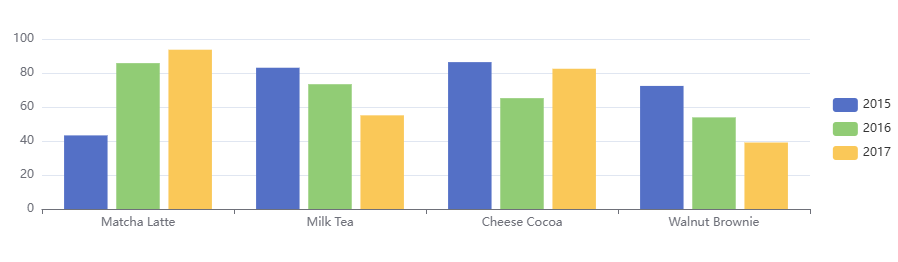 100
80
60
40
20
0
Matcha Latte
Milk Tea
Cheese Cocoa
Walnut Brownie
2015
2016
2017